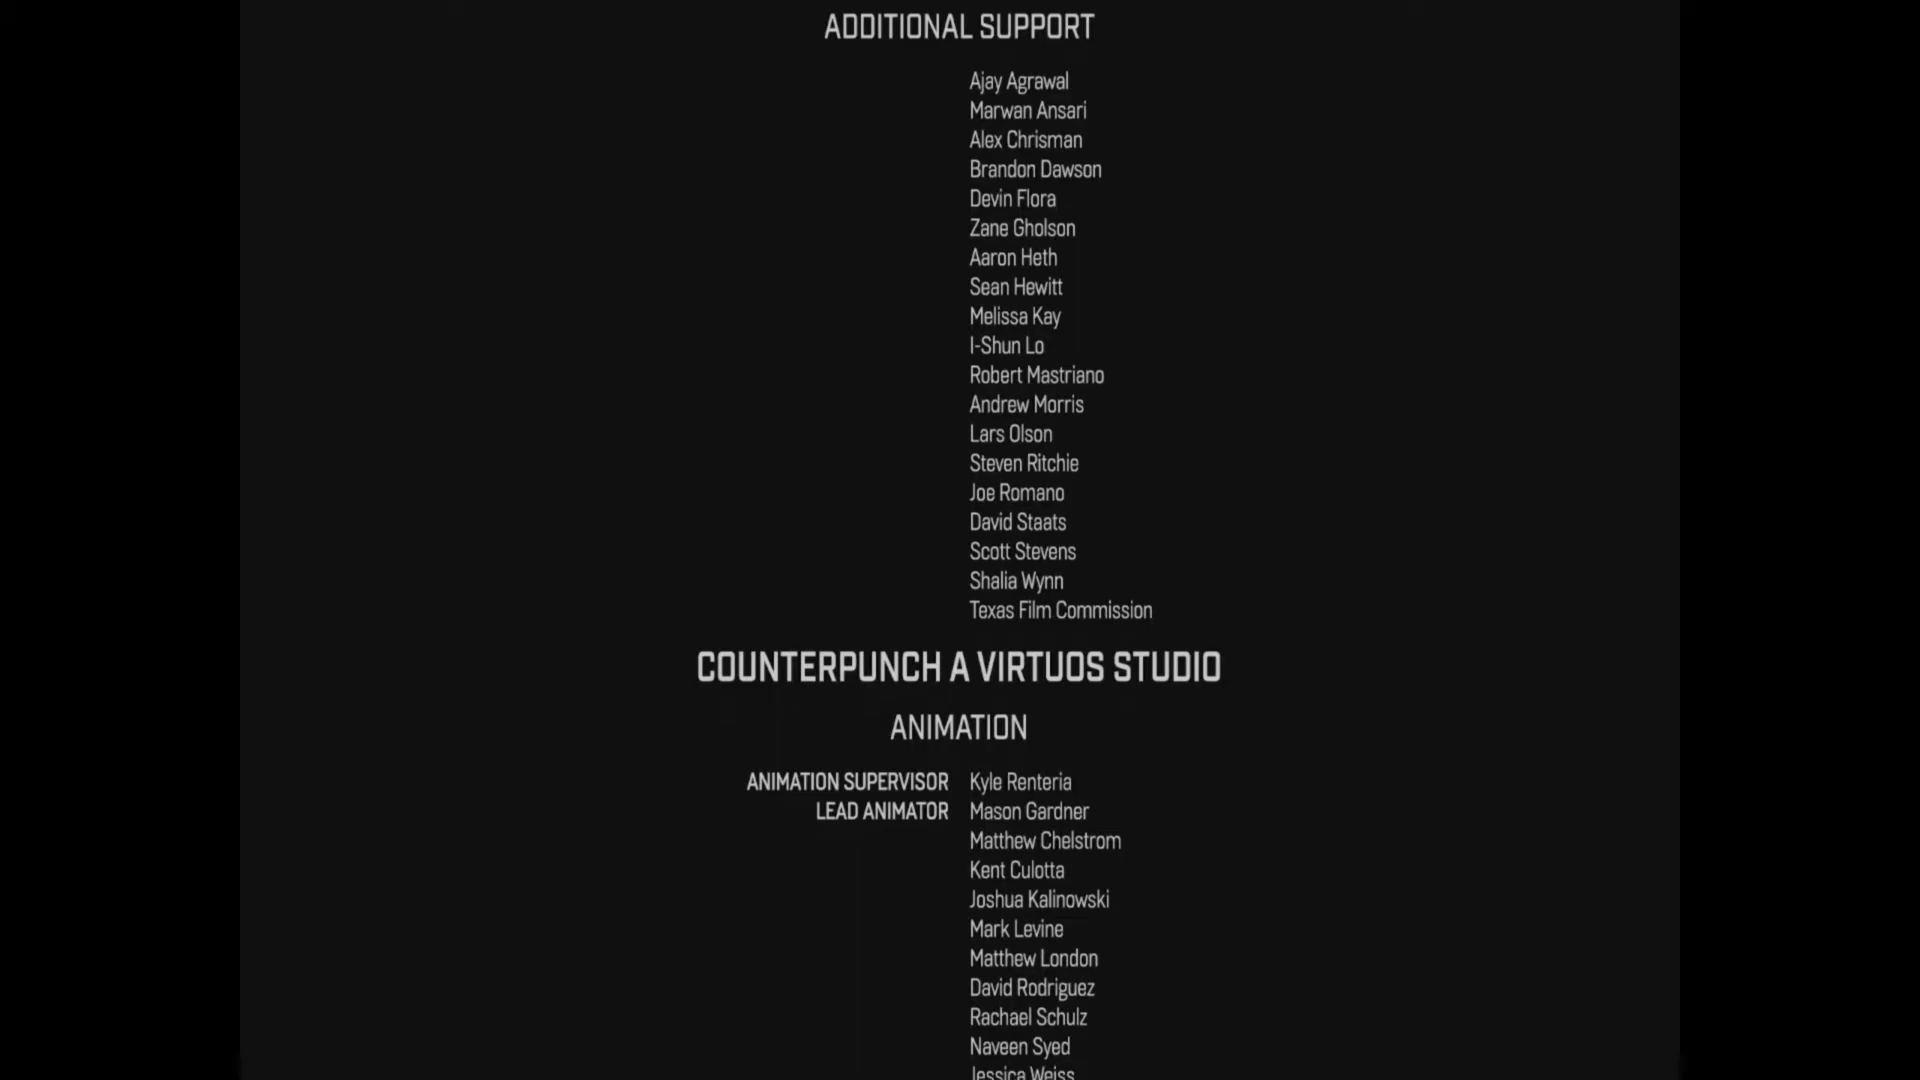 ADDITIONAL SUPPORT
Ajay Agrawal
Marwan Ansari
Alex Chrisman
Brandon Dawson
Devin Flora
Zane Gholson
Aaron Heth
Sean Hewitt
Melissa Kay
I-Shun Lo
Robert Mastriano
Andrew Morris
Lars Olson
Steven Ritchie
Joe Romano
David Staats
Scott Stevens
Shalia Wynn
Texas Film Commission
COUNTERPUNCH A VIRTUOS STUDIO
ANIMATION
ANIMATION SUPERVISOR Kyle Renteria
LEAD ANIMATOR Mason Gardner
Matthew Chelstrom
Kent Culotta
Joshua Kalinowski
Mark Levine
Matthew London
David Rodriguez
Rachael Schulz
Naveen Syed
Jessica Weiss